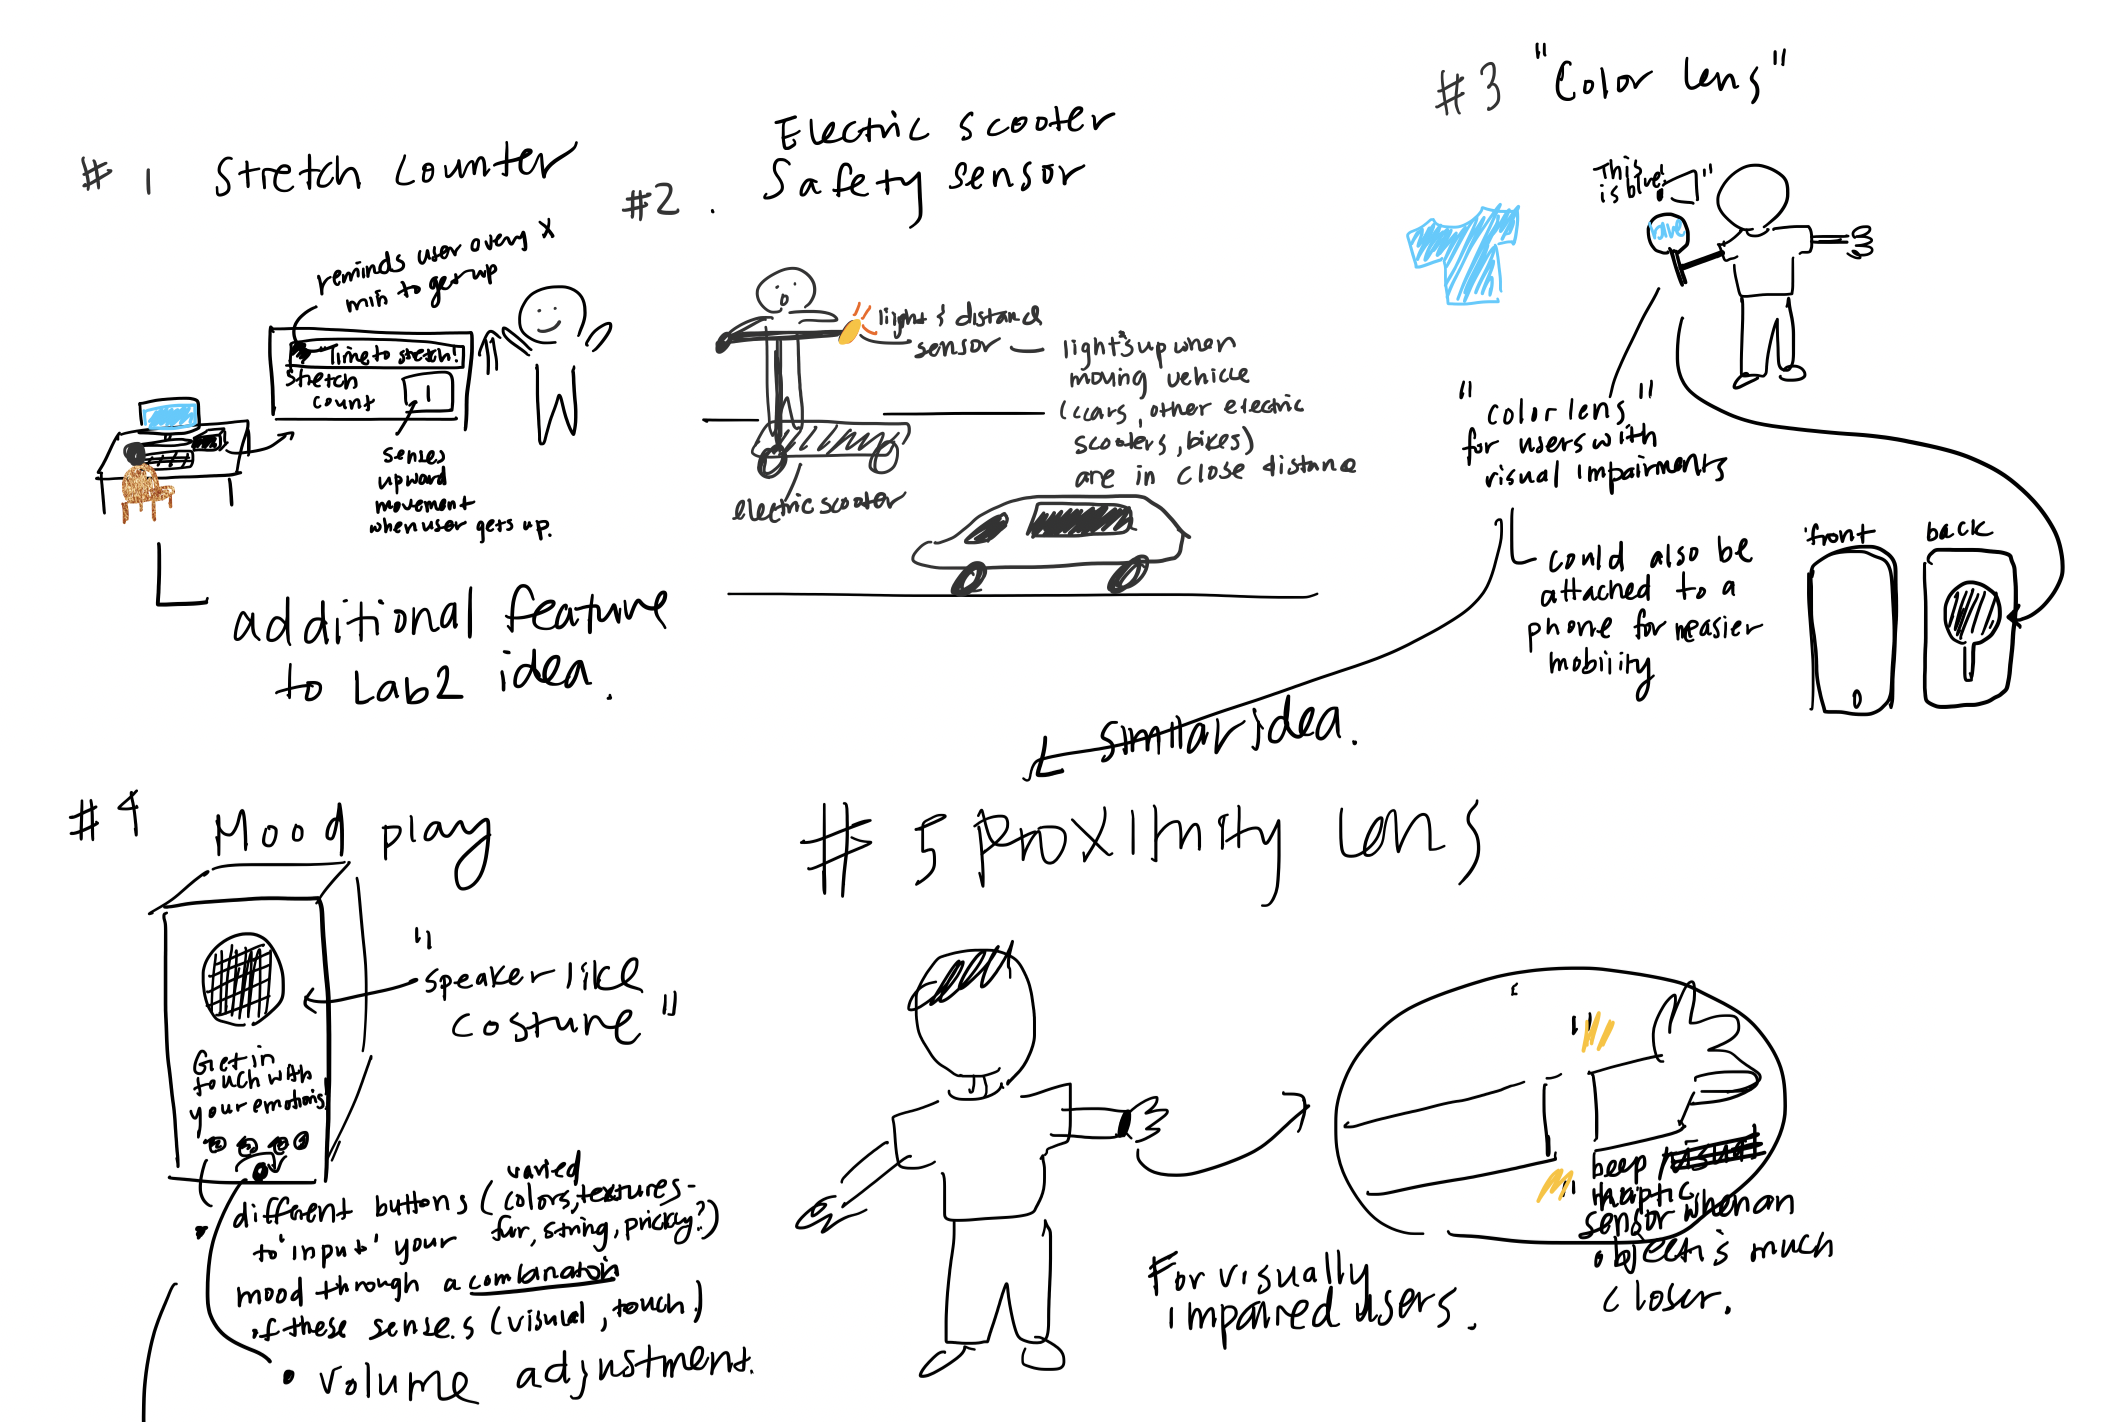 #1 Stretch Counter
reminds user every X
min to get up
"Time to stretch!"
stretch
count
1
senses
upward
movement
when user gets up.
additional feature
to Lab2 idea.
#2. Electric scooter
Safety sensor
light & distance
sensor
light's up when
moving vehicle
(ccars, other electric
scooters, bikes)
are in close distance
electric scooter
#3 "Color lens"
"This
is blue!"
blue
"color lens"
for users with
visual impairments
could also be
attached to a
phone for easier
mobility
front
back
similar idea.
#4 Mood play
"speaker like
costure"
Get in
touch with
your emotions!
• different buttons (varied
colors, textures-
fur, string, prickly?)
to 'input' your
mood through a combination
of these senses (visual, touch)
• volume adjustment.
#5 Proximity lens
For visually
impaired users.
beep
haptic
sensor when an
object is much
closer.